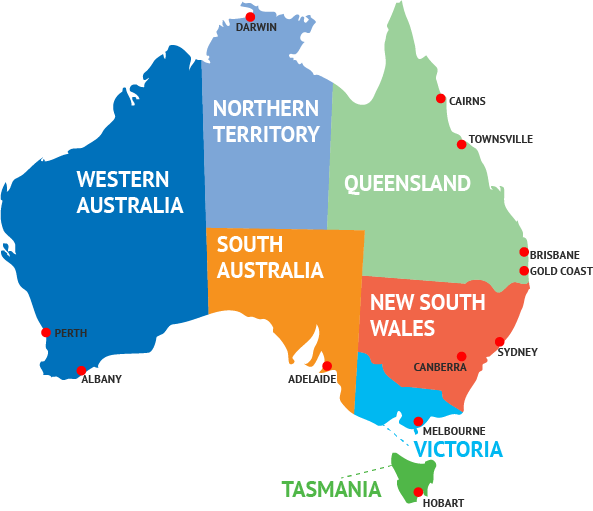 DARWIN
CAIRNS
NORTHERN
TERRITORY
TOWNSVILLE
WESTERN
AUSTRALIA
QUEENSLAND
SOUTH
AUSTRALIA
BRISBANE
GOLD COAST
NEW SOUTH
WALES
PERTH
SYDNEY
CANBERRA
ALBANY
ADELAIDE
MELBOURNE
VICTORIA
TASMANIA
HOBART